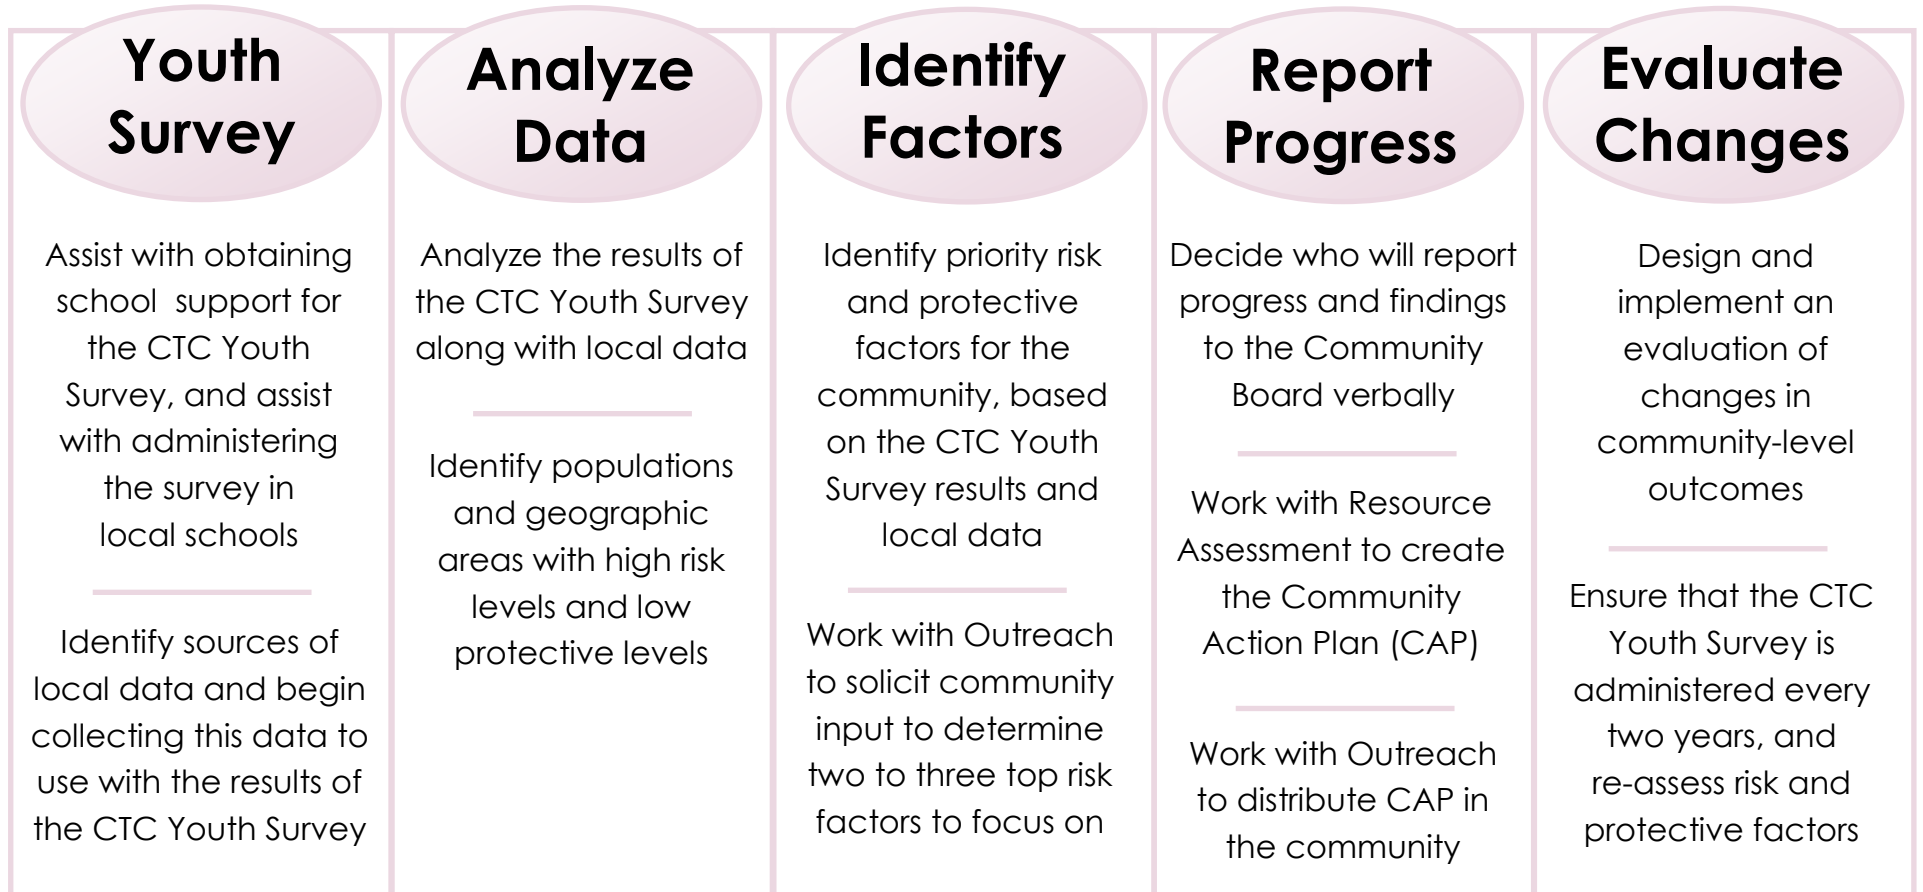 Youth
Survey
Assist with obtaining
school support for
the CTC Youth
Survey, and assist
with administering
the survey in
local schools
Identify sources of
local data and begin
collecting this data to
use with the results of
the CTC Youth Survey
Analyze
Data
Analyze the results of
the CTC Youth Survey
along with local data
Identify populations
and geographic
areas with high risk
levels and low
protective levels
Identify
Factors
Identify priority risk
and protective
factors for the
community, based
on the CTC Youth
Survey results and
local data
Work with Outreach
to solicit community
input to determine
two to three top risk
factors to focus on
Report
Progress
Decide who will report
progress and findings
to the Community
Board verbally
Work with Resource
Assessment to create
the Community
Action Plan (CAP)
Work with Outreach
to distribute CAP in
the community
Evaluate
Changes
Design and
implement an
evaluation of
changes in
community-level
outcomes
Ensure that the CTC
Youth Survey is
administered every
two years, and
re-assess risk and
protective factors